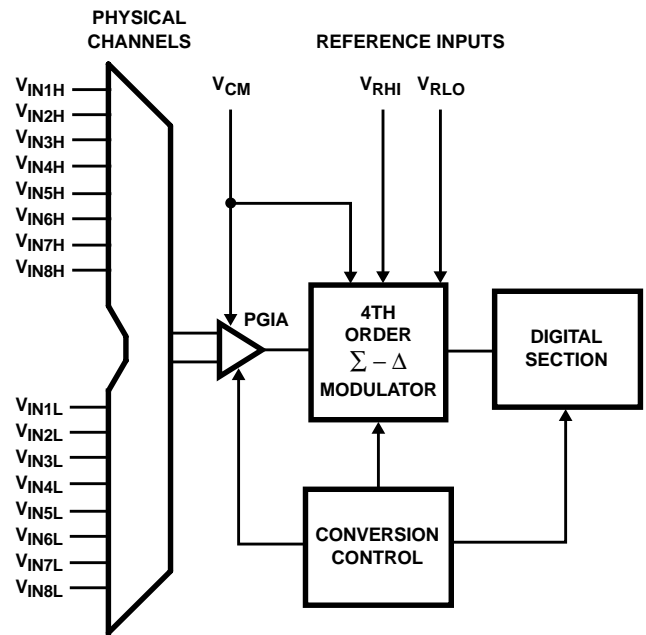 PHYSICAL
CHANNELS
REFERENCE INPUTS
VCM
VRHI
VRLO
VIN1H
VIN2H
VIN3H
VIN4H
VIN5H
VIN6H
VIN7H
VIN8H
PGIA
4TH
ORDER
Σ – Δ
MODULATOR
DIGITAL
SECTION
VIN1L
VIN2L
VIN3L
VIN4L
VIN5L
VIN6L
VIN7L
VIN8L
CONVERSION
CONTROL